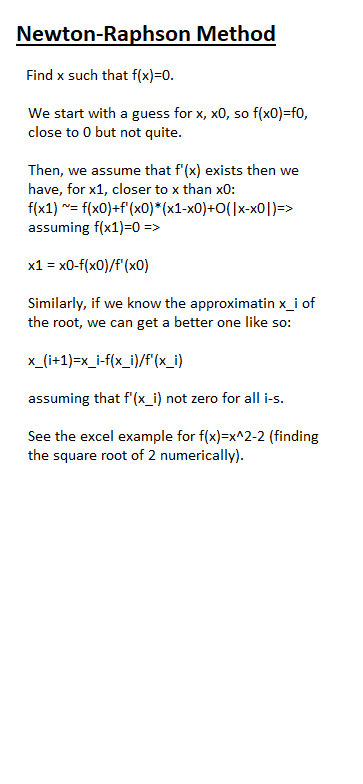 Newton-Raphson Method
Find x such that f(x)=0.
We start with a guess for x, x0, so f(x0)=f0,
close to 0 but not quite.
Then, we assume that f'(x) exists then we
have, for x1, closer to x than x0:
f(x1) ~= f(x0)+f'(x0)*(x1-x0)+O(|x-x0|)=>
assuming f(x1)=0 =>
x1 = x0-f(x0)/f'(x0)
Similarly, if we know the approximatin x_i of
the root, we can get a better one like so:
x_(i+1)=x_i-f(x_i)/f'(x_i)
assuming that f'(x_i) not zero for all i-s.
See the excel example for f(x)=x^2-2 (finding
the square root of 2 numerically).